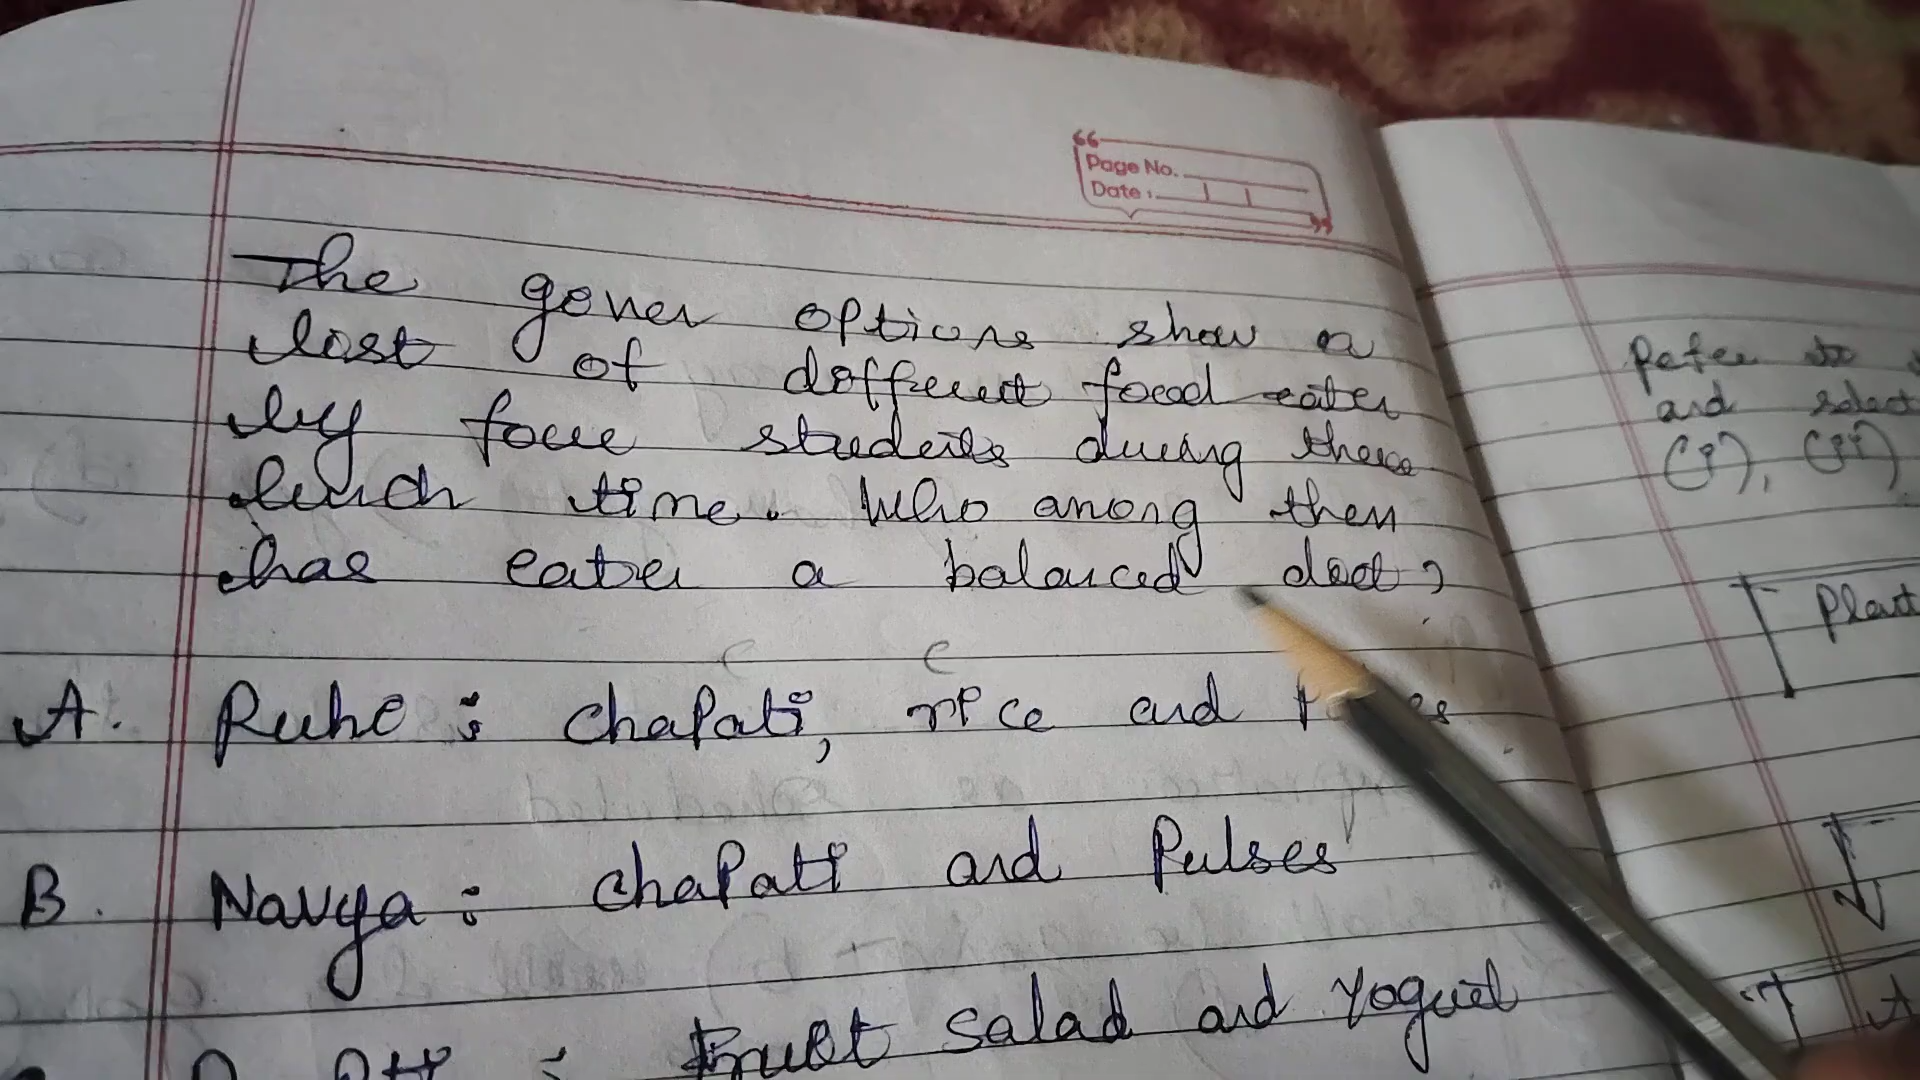 The given options show a
list of different food eaten
by four students during their
lunch time. Who among them
has eaten a balanced diet?
A. Ruhi : chapati, rice and
B. Navya : chapati and Pulses
: Fruit salad and Yogurt
Page No.
Date :
c e
Refer to
and select
(i), (ii)
Plant
A